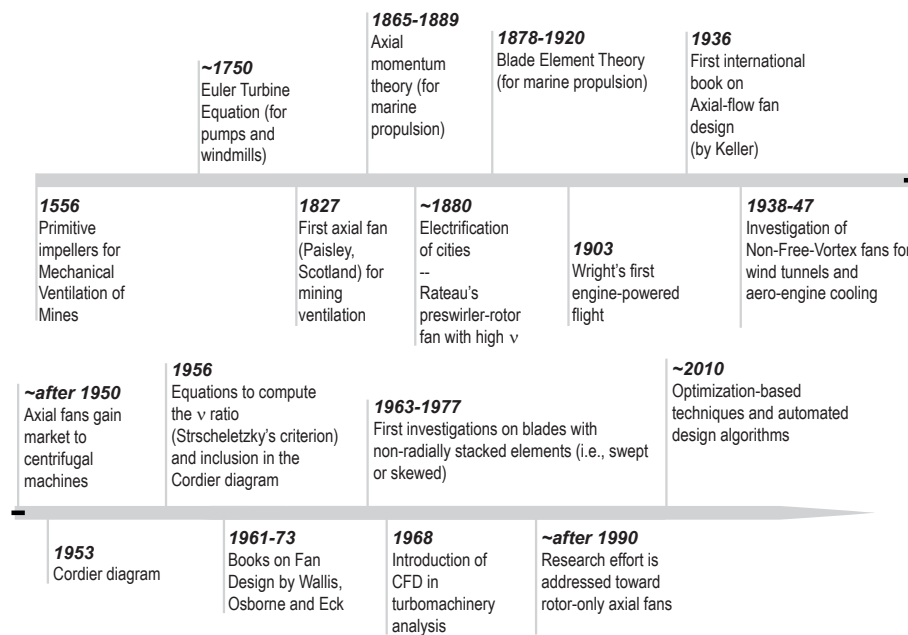 1865-1889
Axial
momentum
theory (for
marine
propulsion)
1878-1920
Blade Element Theory
(for marine propulsion)
1936
First international
book on
Axial-flow fan
design
(by Keller)
~1750
Euler Turbine
Equation (for
pumps and
windmills)
1556
Primitive
impellers for
Mechanical
Ventilation of
Mines
1827
First axial fan
(Paisley,
Scotland) for
mining
ventilation
~1880
Electrification
of cities
--
Rateau's
preswirler-rotor
fan with high ν
1903
Wright's first
engine-powered
flight
1938-47
Investigation of
Non-Free-Vortex fans for
wind tunnels and
aero-engine cooling
~after 1950
Axial fans gain
market to
centrifugal
machines
1956
Equations to compute
the ν ratio
(Strscheletzky's criterion)
and inclusion in the
Cordier diagram
1963-1977
First investigations on blades with
non-radially stacked elements (i.e., swept
or skewed)
~2010
Optimization-based
techniques and automated
design algorithms
1953
Cordier diagram
1961-73
Books on Fan
Design by Wallis,
Osborne and Eck
1968
Introduction of
CFD in
turbomachinery
analysis
~after 1990
Research effort is
addressed toward
rotor-only axial fans